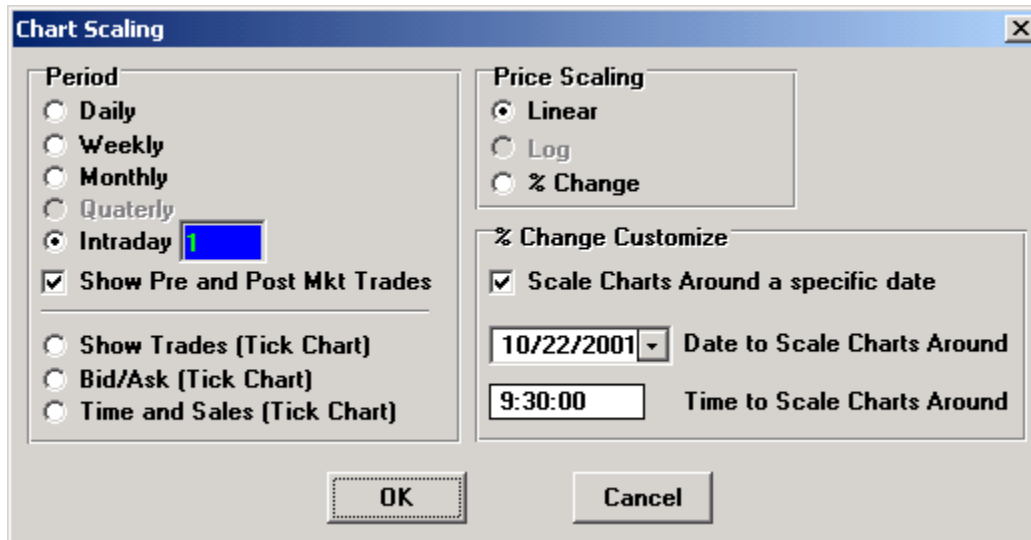 Chart Scaling
Period
Daily
Weekly
Monthly
Quaterly
Intraday 1
Show Pre and Post Mkt Trades
Show Trades (Tick Chart)
Bid/Ask (Tick Chart)
Time and Sales (Tick Chart)
Price Scaling
Linear
Log
% Change
% Change Customize
Scale Charts Around a specific date
10/22/2001 Date to Scale Charts Around
9:30:00 Time to Scale Charts Around
OK Cancel